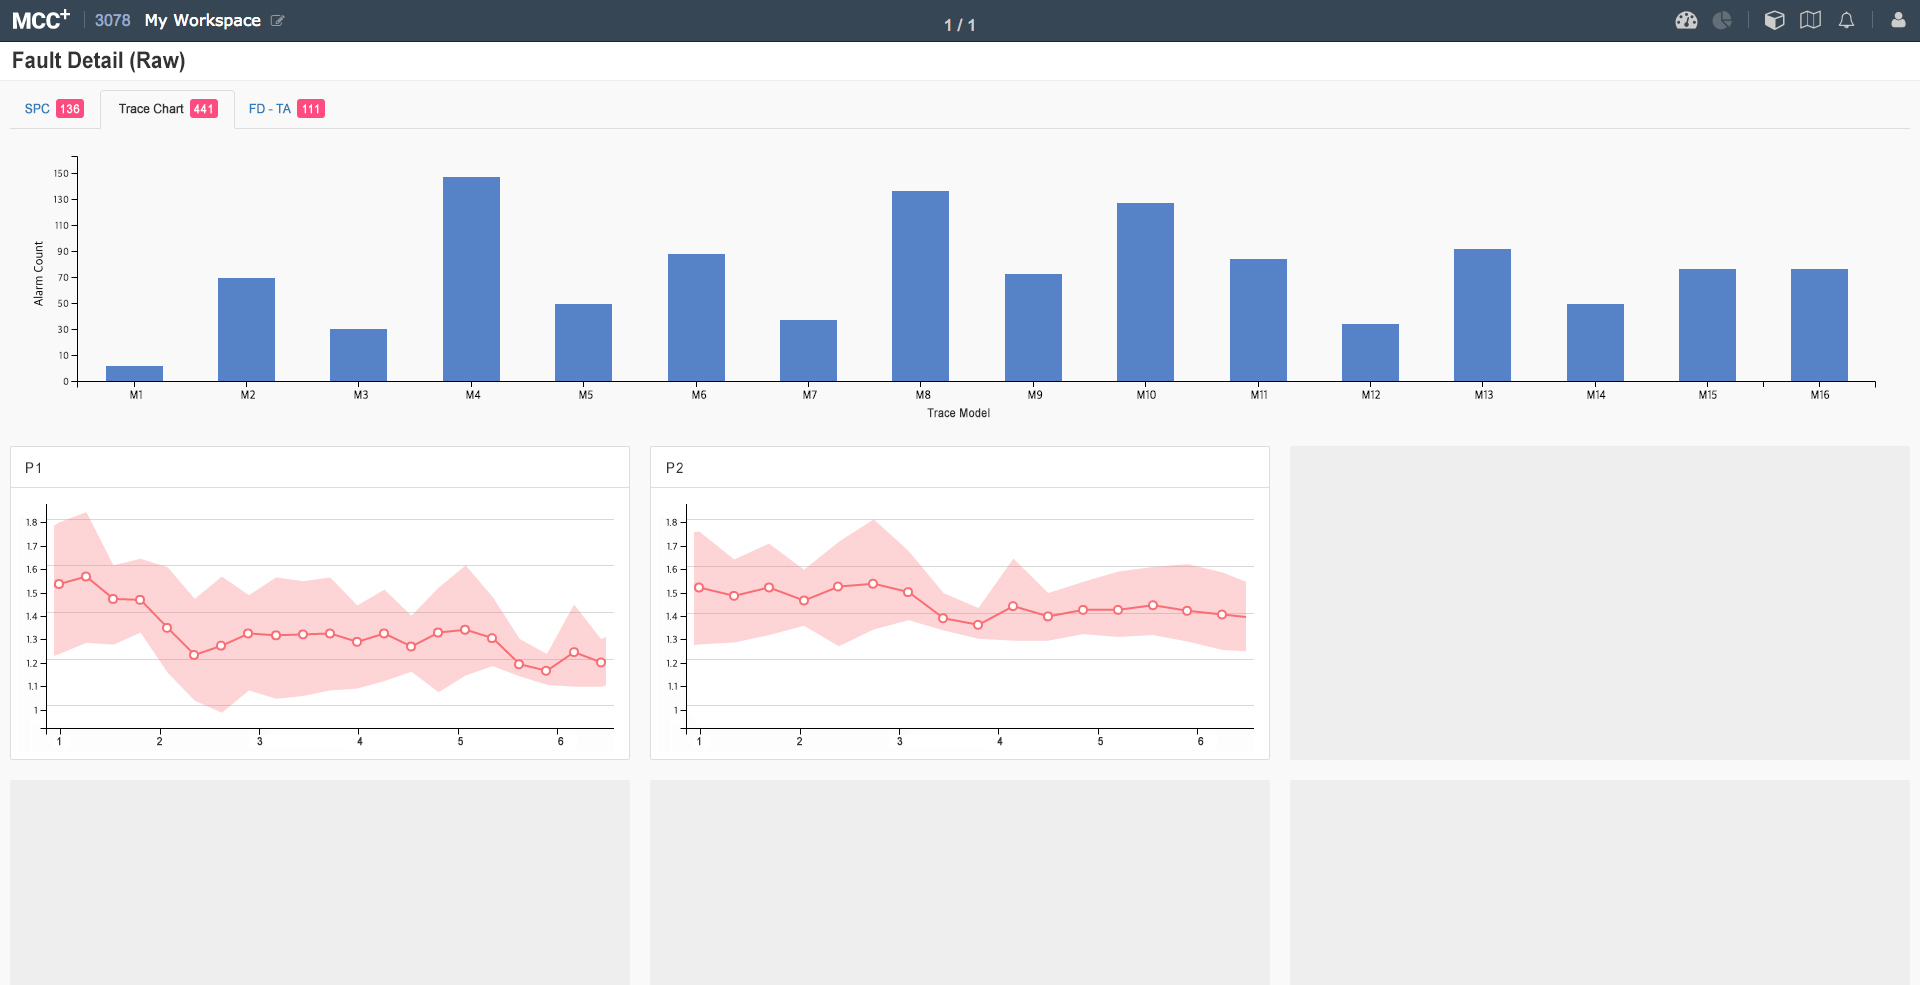 MCC+ 3078 My Workspace 1 / 1
Fault Detail (Raw)
SPC 136 Trace Chart 441 FD - TA 111
150
130
110
90
70
50
30
10
0
Alarm Count
M1 M2 M3 M4 M5 M6 M7 M8 M9 M10 M11 M12 M13 M14 M15 M16
Trace Model
P1
1.8
1.7
1.6
1.5
1.4
1.3
1.2
1.1
1
1 2 3 4 5 6
P2
1.8
1.7
1.6
1.5
1.4
1.3
1.2
1.1
1
1 2 3 4 5 6